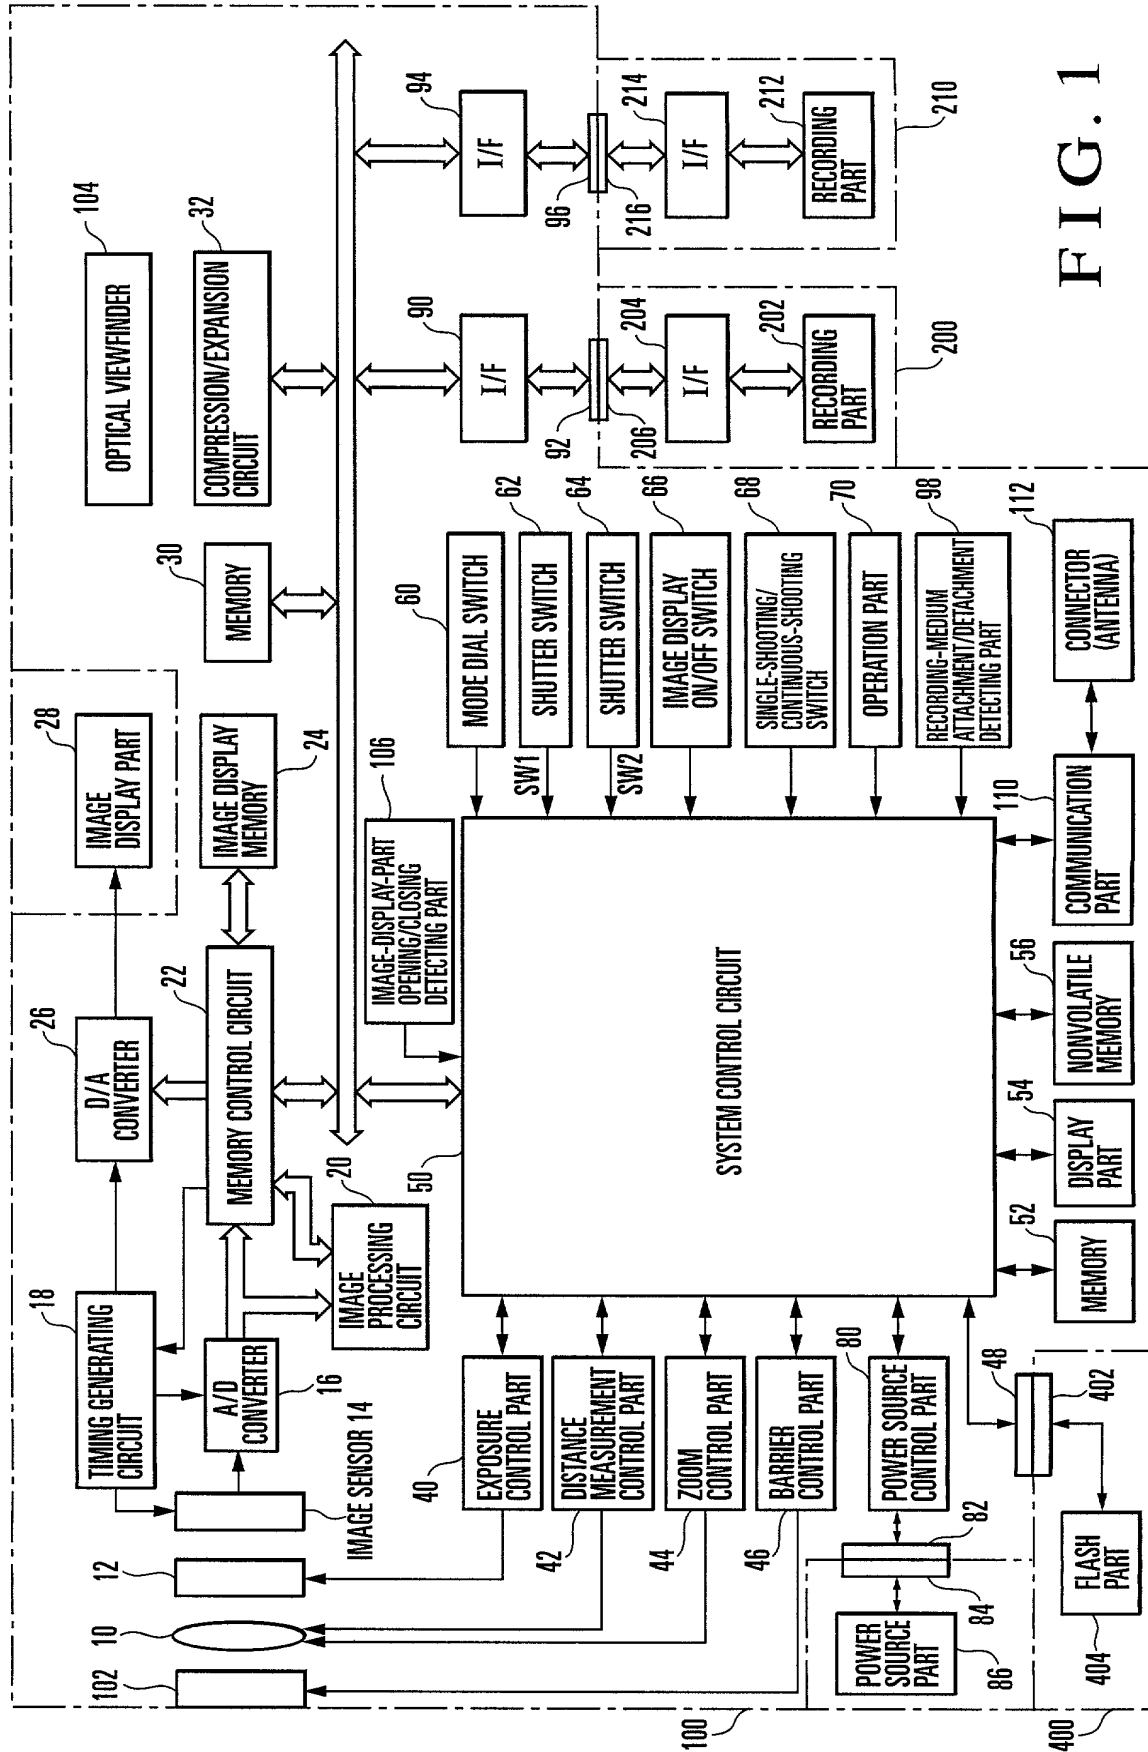 102
10
12
IMAGE SENSOR 14
18
TIMING GENERATING
CIRCUIT
A/D
CONVERTER
16
26
D/A
CONVERTER
22
MEMORY CONTROL CIRCUIT
20
IMAGE
PROCESSING
CIRCUIT
28
IMAGE
DISPLAY PART
IMAGE DISPLAY
MEMORY
24
30
MEMORY
104
OPTICAL VIEWFINDER
32
COMPRESSION/EXPANSION
CIRCUIT
40
EXPOSURE
CONTROL PART
42
DISTANCE
MEASUREMENT
CONTROL PART
44
ZOOM
CONTROL PART
46
BARRIER
CONTROL PART
80
POWER SOURCE
CONTROL PART
82
84
POWER
SOURCE
PART
86
50
SYSTEM CONTROL CIRCUIT
106
IMAGE-DISPLAY-PART
OPENING/CLOSING
DETECTING PART
60
MODE DIAL SWITCH
62
SHUTTER SWITCH
SW1
64
SHUTTER SWITCH
SW2
66
IMAGE DISPLAY
ON/OFF SWITCH
68
SINGLE-SHOOTING/
CONTINUOUS-SHOOTING
SWITCH
70
OPERATION PART
98
RECORDING-MEDIUM
ATTACHMENT/DETACHMENT
DETECTING PART
90
I/F
92
206
204
I/F
202
RECORDING
PART
200
94
I/F
96
216
214
I/F
212
RECORDING
PART
210
48
402
FLASH
PART
404
52
MEMORY
54
DISPLAY
PART
56
NONVOLATILE
MEMORY
110
COMMUNICATION
PART
112
CONNECTOR
(ANTENNA)
100
400
FIG. 1